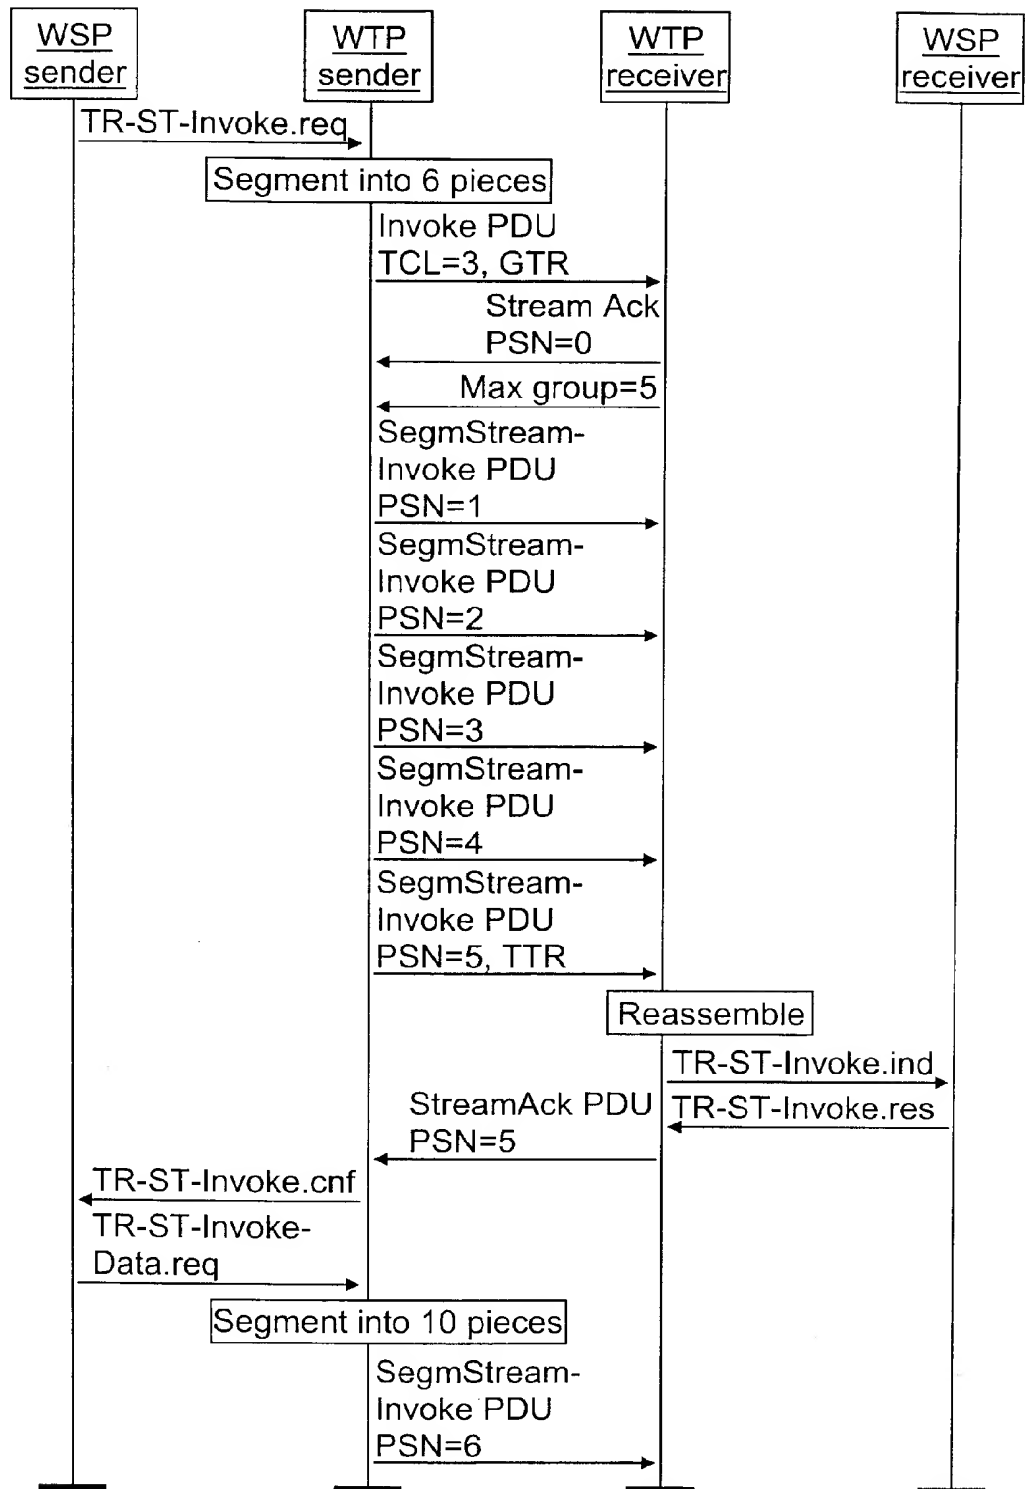 WSP
sender
WTP
sender
WTP
receiver
WSP
receiver
TR-ST-Invoke.req
Segment into 6 pieces
Invoke PDU
TCL=3, GTR
Stream Ack
PSN=0
Max group=5
SegmStream-
Invoke PDU
PSN=1
SegmStream-
Invoke PDU
PSN=2
SegmStream-
Invoke PDU
PSN=3
SegmStream-
Invoke PDU
PSN=4
SegmStream-
Invoke PDU
PSN=5, TTR
Reassemble
TR-ST-Invoke.ind
StreamAck PDU
PSN=5
TR-ST-Invoke.res
TR-ST-Invoke.cnf
TR-ST-Invoke-
Data.req
Segment into 10 pieces
SegmStream-
Invoke PDU
PSN=6